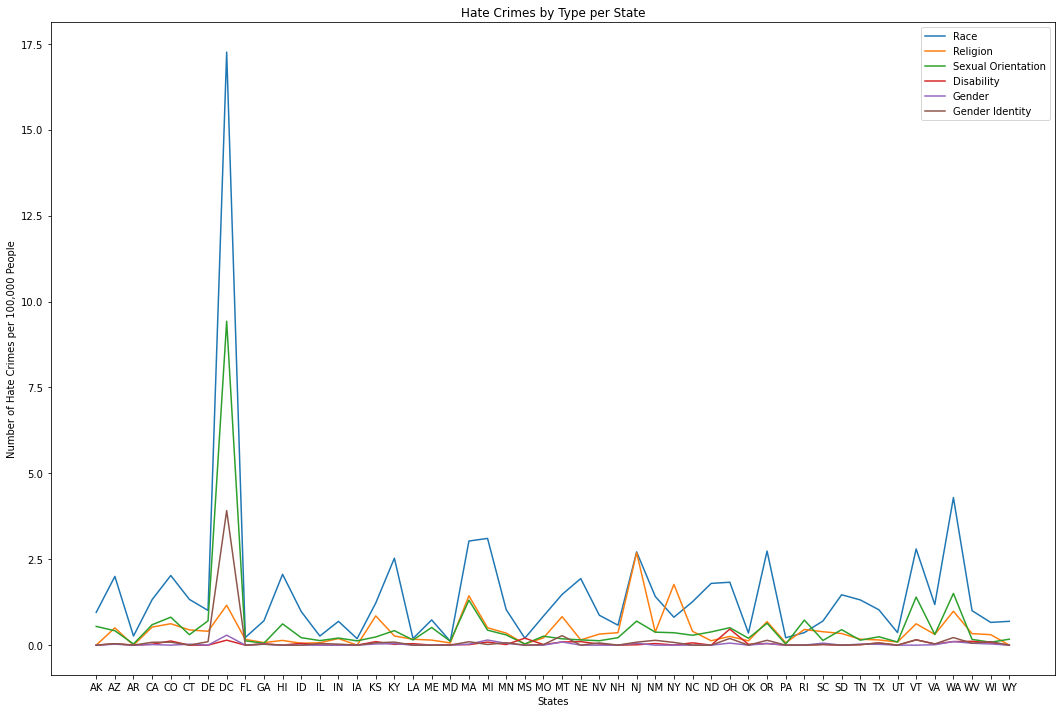 Hate Crimes by Type per State
Race
Religion
Sexual Orientation
Disability
Gender
Gender Identity
Number of Hate Crimes per 100,000 People
17.5
15.0
12.5
10.0
7.5
5.0
2.5
0.0
AK AZ AR CA CO CT DE DC FL GA HI ID IL IN IA KS KY LA ME MD MA MI MN MS MO MT NE NV NH NJ NM NY NC ND OH OK OR PA RI SC SD TN TX UT VT VA WA WV WI WY
States